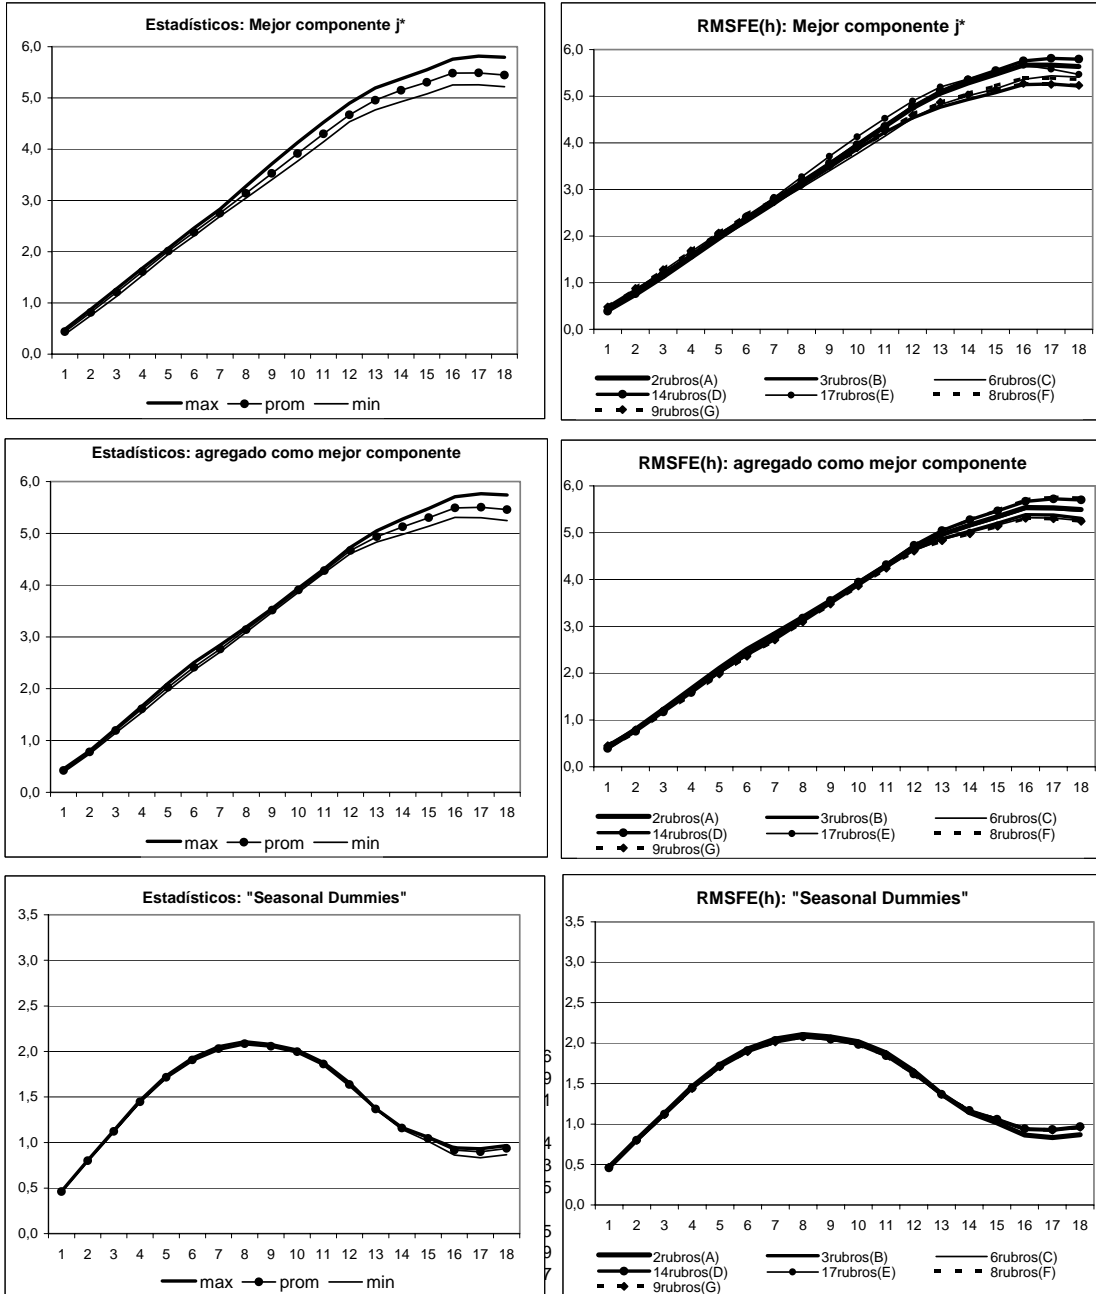 Estadísticos: Mejor componente j*
6,0
5,0
4,0
3,0
2,0
1,0
0,0
1 2 3 4 5 6 7 8 9 10 11 12 13 14 15 16 17 18
max prom min
RMSFE(h): Mejor componente j*
6,0
5,0
4,0
3,0
2,0
1,0
0,0
1 2 3 4 5 6 7 8 9 10 11 12 13 14 15 16 17 18
2rubros(A) 3rubros(B) 6rubros(C)
14rubros(D) 17rubros(E) 8rubros(F)
9rubros(G)
Estadísticos: agregado como mejor componente
6,0
5,0
4,0
3,0
2,0
1,0
0,0
1 2 3 4 5 6 7 8 9 10 11 12 13 14 15 16 17 18
max prom min
RMSFE(h): agregado como mejor componente
6,0
5,0
4,0
3,0
2,0
1,0
0,0
1 2 3 4 5 6 7 8 9 10 11 12 13 14 15 16 17 18
2rubros(A) 3rubros(B) 6rubros(C)
14rubros(D) 17rubros(E) 8rubros(F)
9rubros(G)
Estadísticos: "Seasonal Dummies"
3,5
3,0
2,5
2,0
1,5
1,0
0,5
0,0
1 2 3 4 5 6 7 8 9 10 11 12 13 14 15 16 17 18
max prom min
6
9
1
4
3
5
5
9
7
RMSFE(h): "Seasonal Dummies"
3,5
3,0
2,5
2,0
1,5
1,0
0,5
0,0
1 2 3 4 5 6 7 8 9 10 11 12 13 14 15 16 17 18
2rubros(A) 3rubros(B) 6rubros(C)
14rubros(D) 17rubros(E) 8rubros(F)
9rubros(G)